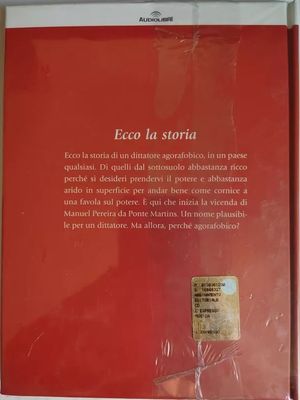 AUDIOLIBRI
Ecco la storia
Ecco la storia di un dittatore agorafobico, in un paese
qualsiasi. Di quelli dal sottosuolo abbastanza ricco
perché si desideri prendervi il potere e abbastanza
arido in superficie per andar bene come cornice a
una favola sul potere. È qui che inizia la vicenda di
Manuel Pereira da Ponte Martins. Un nome plausibi-
le per un dittatore. Ma allora, perché agorafobico?
EDITORIALE
CD
L'ESPRESSO